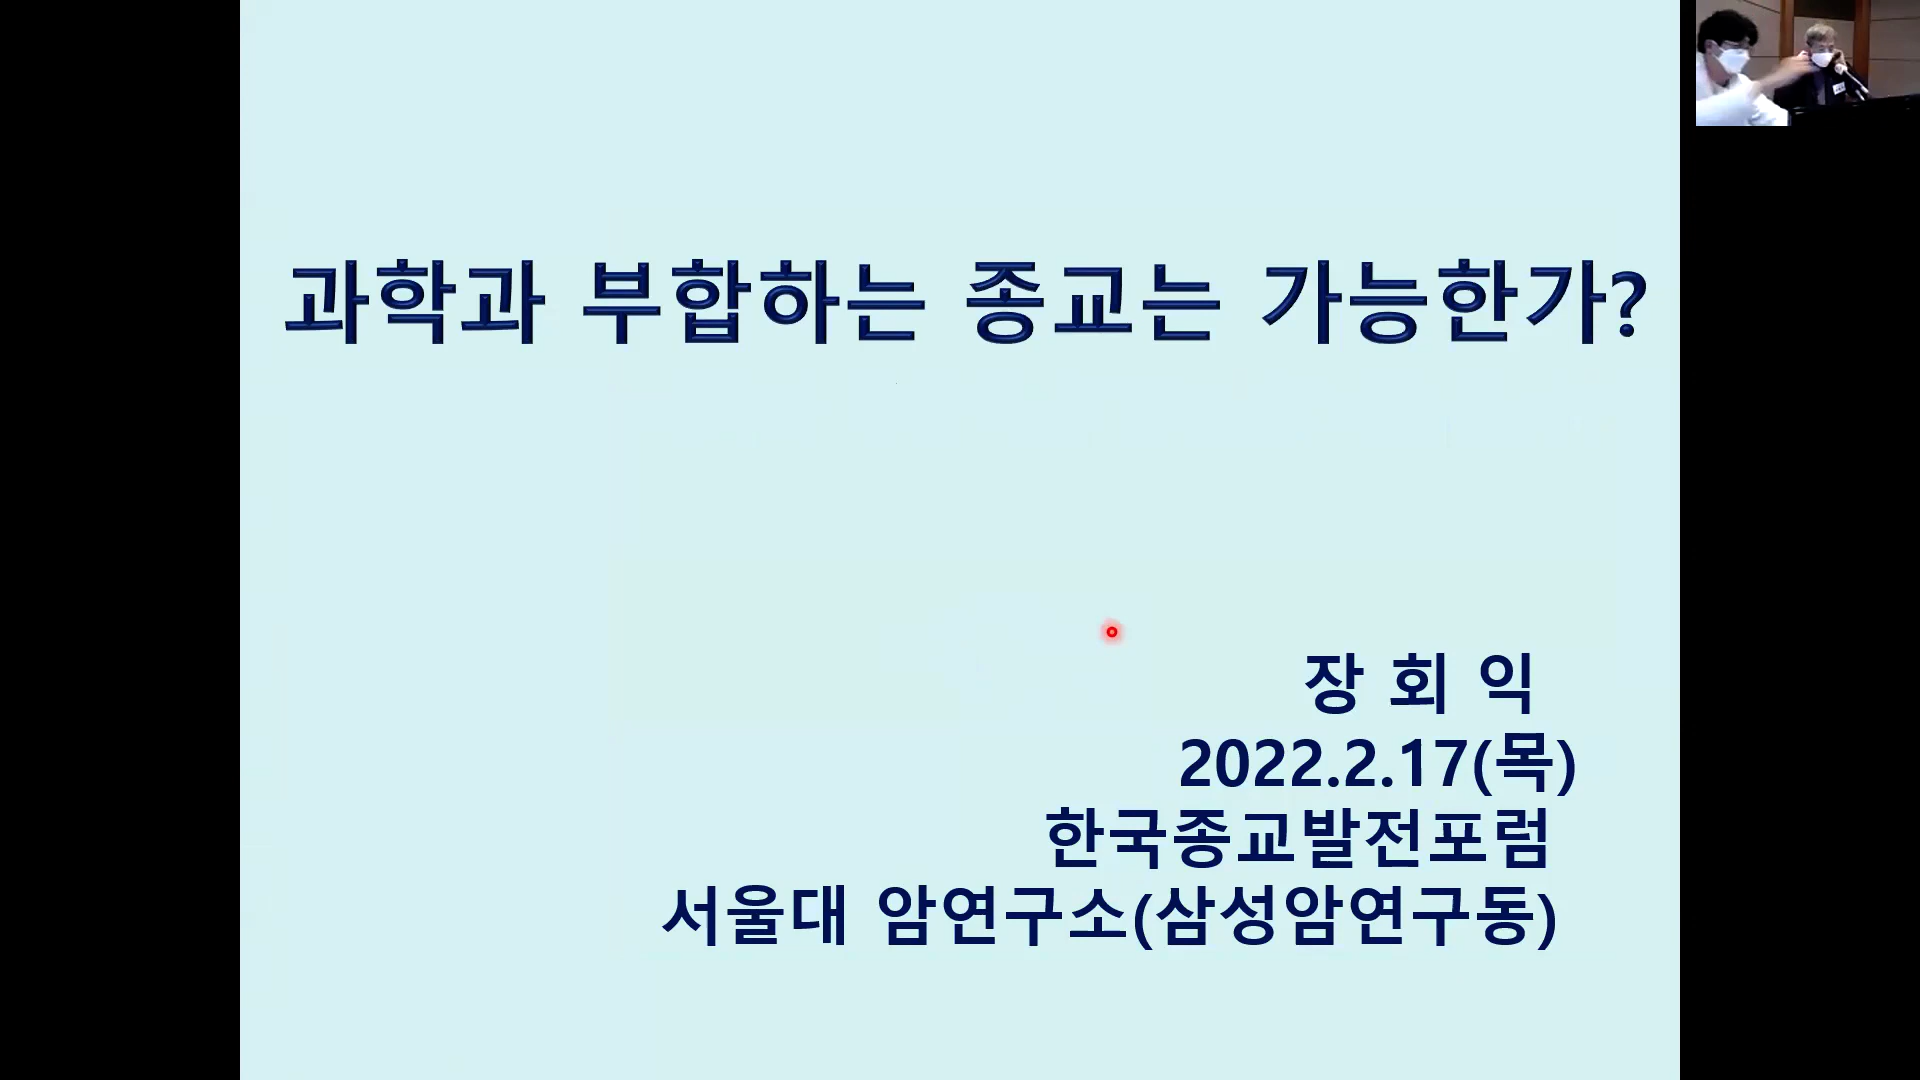 과학과 부합하는 종교는 가능한가?
장 회 익
2022.2.17(목)
한국종교발전포럼
서울대 암연구소(삼성암연구동)